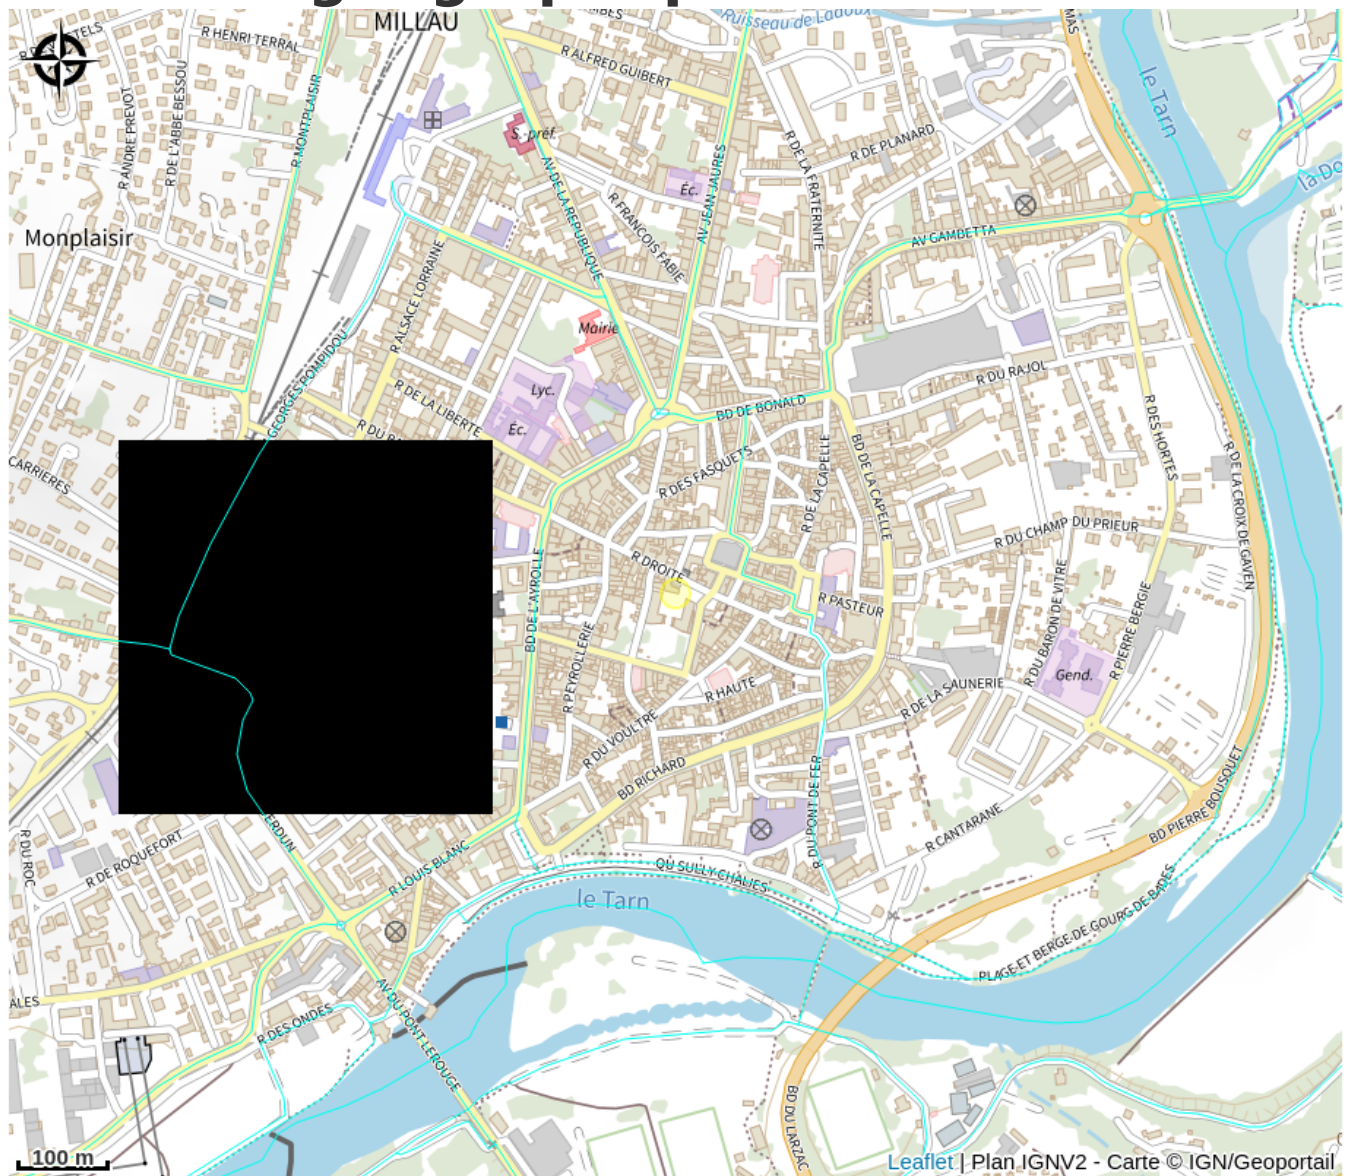 MILLAU
Ruisseau de Ladoux
R HENRI TERRAL
R ALFRED GUIBERT
MAS
le Tarn
R ANDRE PREVOT
R DE L'ABBE BESSOU
R MONTPLAISIR
S.-préf.
R DE PLANARD
R DE LA FRATERNITE
AV DE LA REPUBLIQUE
Éc.
AV JEAN JAURES
R FRANCOIS FABIE
la Do
Monplaisir
AV GAMBETTA
R ALSACE LORRAINE
Mairie
GEORGES POMPIDOU
R DU RAJOL
Lyc.
R DE LA LIBERTE
BD DE BONALD
R DES HORTES
Éc.
R DU BA
CARRIERES
R DES FASQUETS
R DE LA CAPELLE
BD DE LA CAPELLE
R DE LA CROIX DE GAVEN
R DU CHAMP DU PRIEUR
R DROITE
BD DE L'AYROLLE
R PASTEUR
R DU BARON DE VITRE
R PIERRE BERGIE
R PEYROLLERIE
Gend.
R HAUTE
R DE LA SAUNERIE
R DU VOULTRE
BD RICHARD
R DU PONT DE FER
BD PIERRE BOUSQUET
R CANTARANE
ERDUN
R DU ROC
R DE ROQUEFORT
R LOUIS BLANC
QU SULLY CHALIES
le Tarn
PLAGE ET BERGE DE GOURG DE BADES
ALES
R DES ONDES
AV DU PONT LEROUGE
BD DU LARZAC
100 m
Leaflet | Plan IGNV2 - Carte © IGN/Geoportail